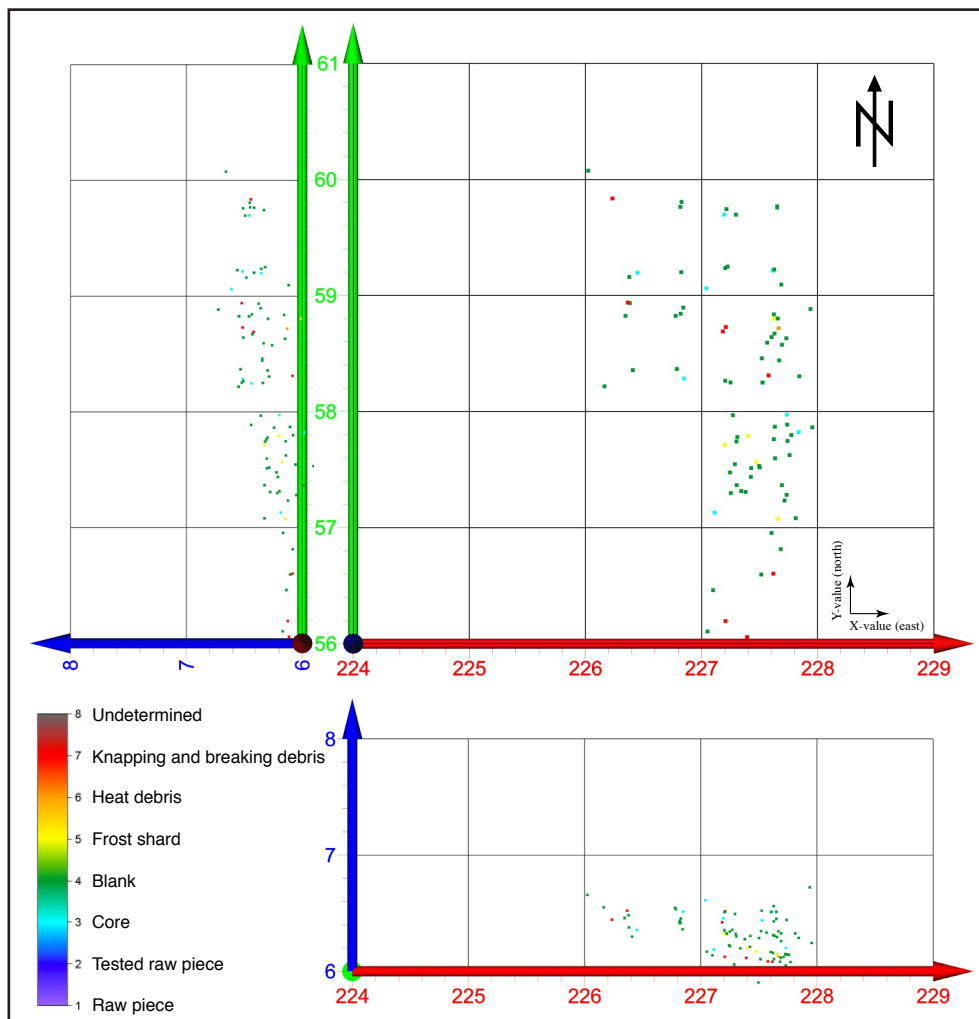 61
60
59
58
57
56
8
7
6
224
225
226
227
228
229
N
Y-value (north)
X-value (east)
8 Undetermined
7 Knapping and breaking debris
6 Heat debris
5 Frost shard
4 Blank
3 Core
2 Tested raw piece
1 Raw piece
8
7
6
224
225
226
227
228
229